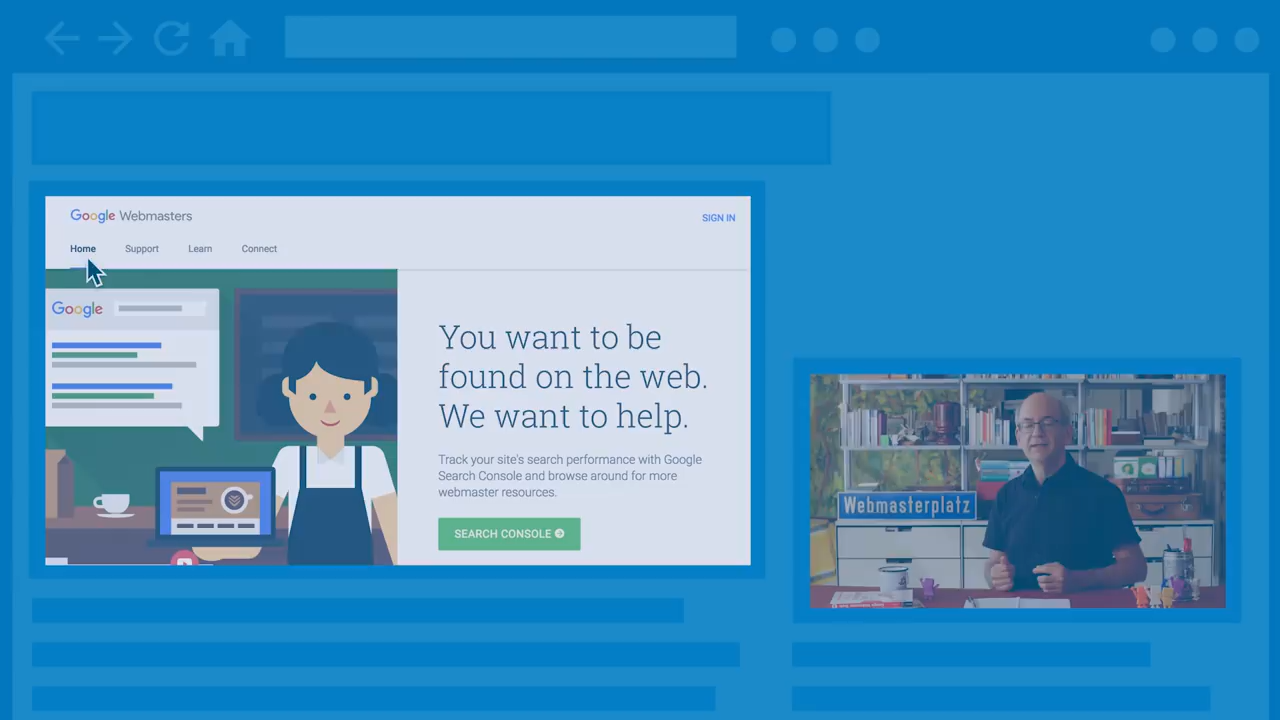 Google Webmasters
SIGN IN
Home
Support
Learn
Connect
Google
You want to be
found on the web.
We want to help.
Track your site's search performance with Google
Search Console and browse around for more
webmaster resources.
SEARCH CONSOLE
Webmasterplatz